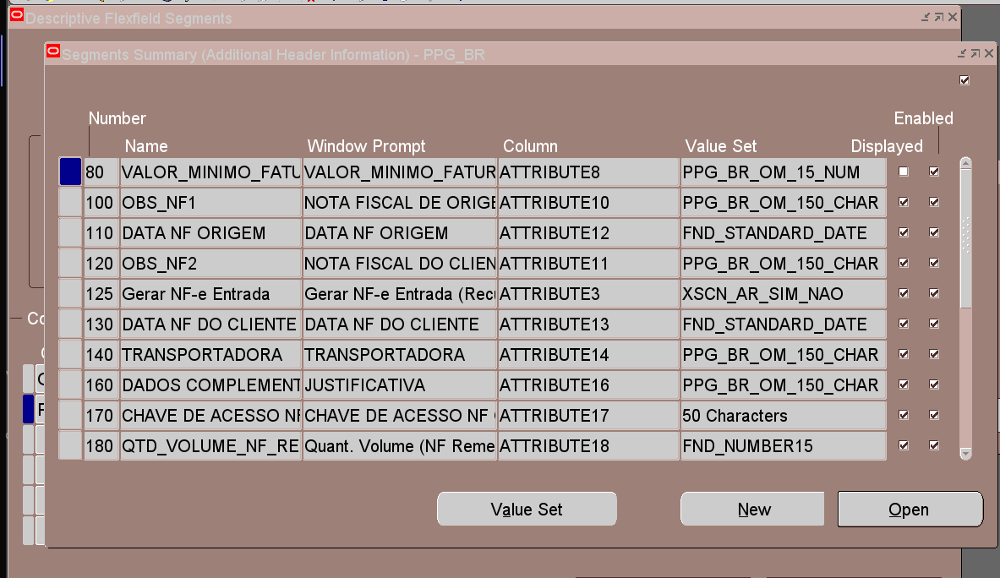 Descriptive Flexfield Segments
Segments Summary (Additional Header Information) - PPG_BR
Number Enabled
Name Window Prompt Column Value Set Displayed
80 VALOR_MINIMO_FATU VALOR_MINIMO_FATUR ATTRIBUTE8 PPG_BR_OM_15_NUM
100 OBS_NF1 NOTA FISCAL DE ORIGE ATTRIBUTE10 PPG_BR_OM_150_CHAR
110 DATA NF ORIGEM DATA NF ORIGEM ATTRIBUTE12 FND_STANDARD_DATE
120 OBS_NF2 NOTA FISCAL DO CLIEN ATTRIBUTE11 PPG_BR_OM_150_CHAR
125 Gerar NF-e Entrada Gerar NF-e Entrada (Recu ATTRIBUTE3 XSCN_AR_SIM_NAO
130 DATA NF DO CLIENTE DATA NF DO CLIENTE ATTRIBUTE13 FND_STANDARD_DATE
140 TRANSPORTADORA TRANSPORTADORA ATTRIBUTE14 PPG_BR_OM_150_CHAR
160 DADOS COMPLEMENT JUSTIFICATIVA ATTRIBUTE16 PPG_BR_OM_150_CHAR
170 CHAVE DE ACESSO NF CHAVE DE ACESSO NF ATTRIBUTE17 50 Characters
180 QTD_VOLUME_NF_RE Quant. Volume (NF Reme ATTRIBUTE18 FND_NUMBER15
Value Set New Open